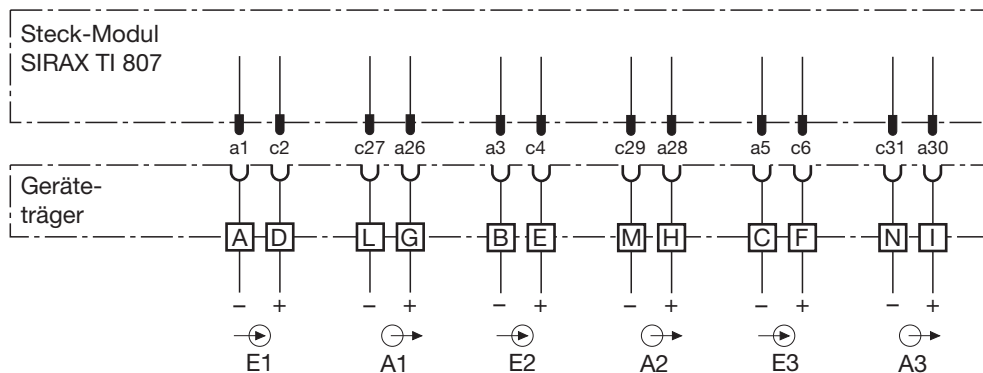 Steck-Modul
SIRAX TI 807
a1 c2 c27 a26 a3 c4 c29 a28 a5 c6 c31 a30
Geräte-
träger
A D L G B E M H C F N I
– + – + – + – + – + – +
E1 A1 E2 A2 E3 A3